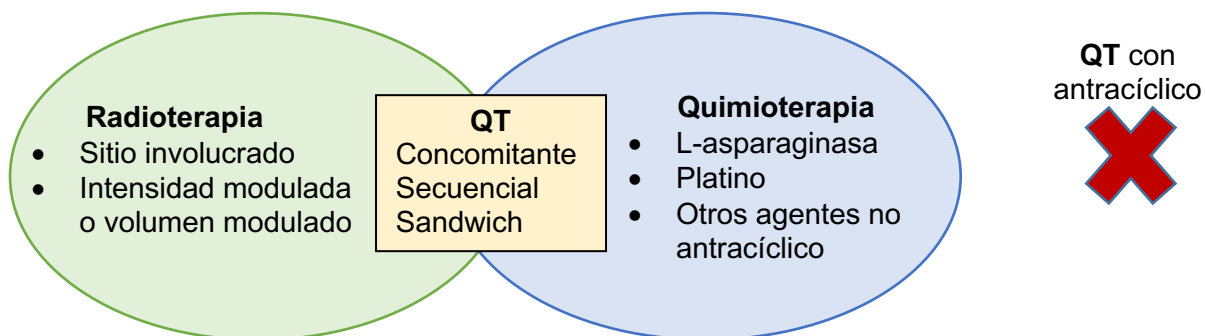 Radioterapia
• Sitio involucrado
• Intensidad modulada
o volumen modulado
QT
Concomitante
Secuencial
Sandwich
Quimioterapia
• L-asparaginasa
• Platino
• Otros agentes no
antracíclico
QT con
antracíclico